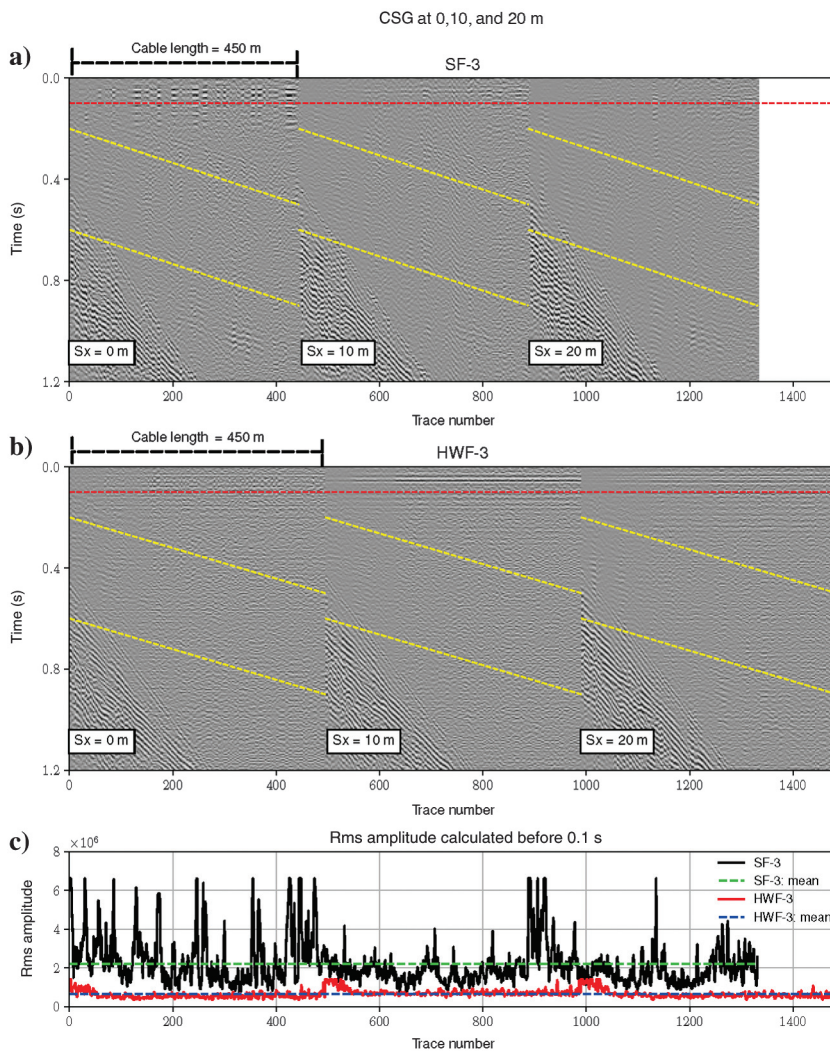 CSG at 0,10, and 20 m
a)
Cable length = 450 m
SF-3
0.0
0.4
0.8
1.2
Time (s)
Sx = 0 m
Sx = 10 m
Sx = 20 m
0 200 400 600 800 1000 1200 1400
Trace number
b)
Cable length = 450 m
HWF-3
0.0
0.4
0.8
1.2
Time (s)
Sx = 0 m
Sx = 10 m
Sx = 20 m
0 200 400 600 800 1000 1200 1400
Trace number
c)
Rms amplitude calculated before 0.1 s
×10⁶
8
6
4
2
0
Rms amplitude
SF-3
SF-3: mean
HWF-3
HWF-3: mean
0 200 400 600 800 1000 1200 1400
Trace number